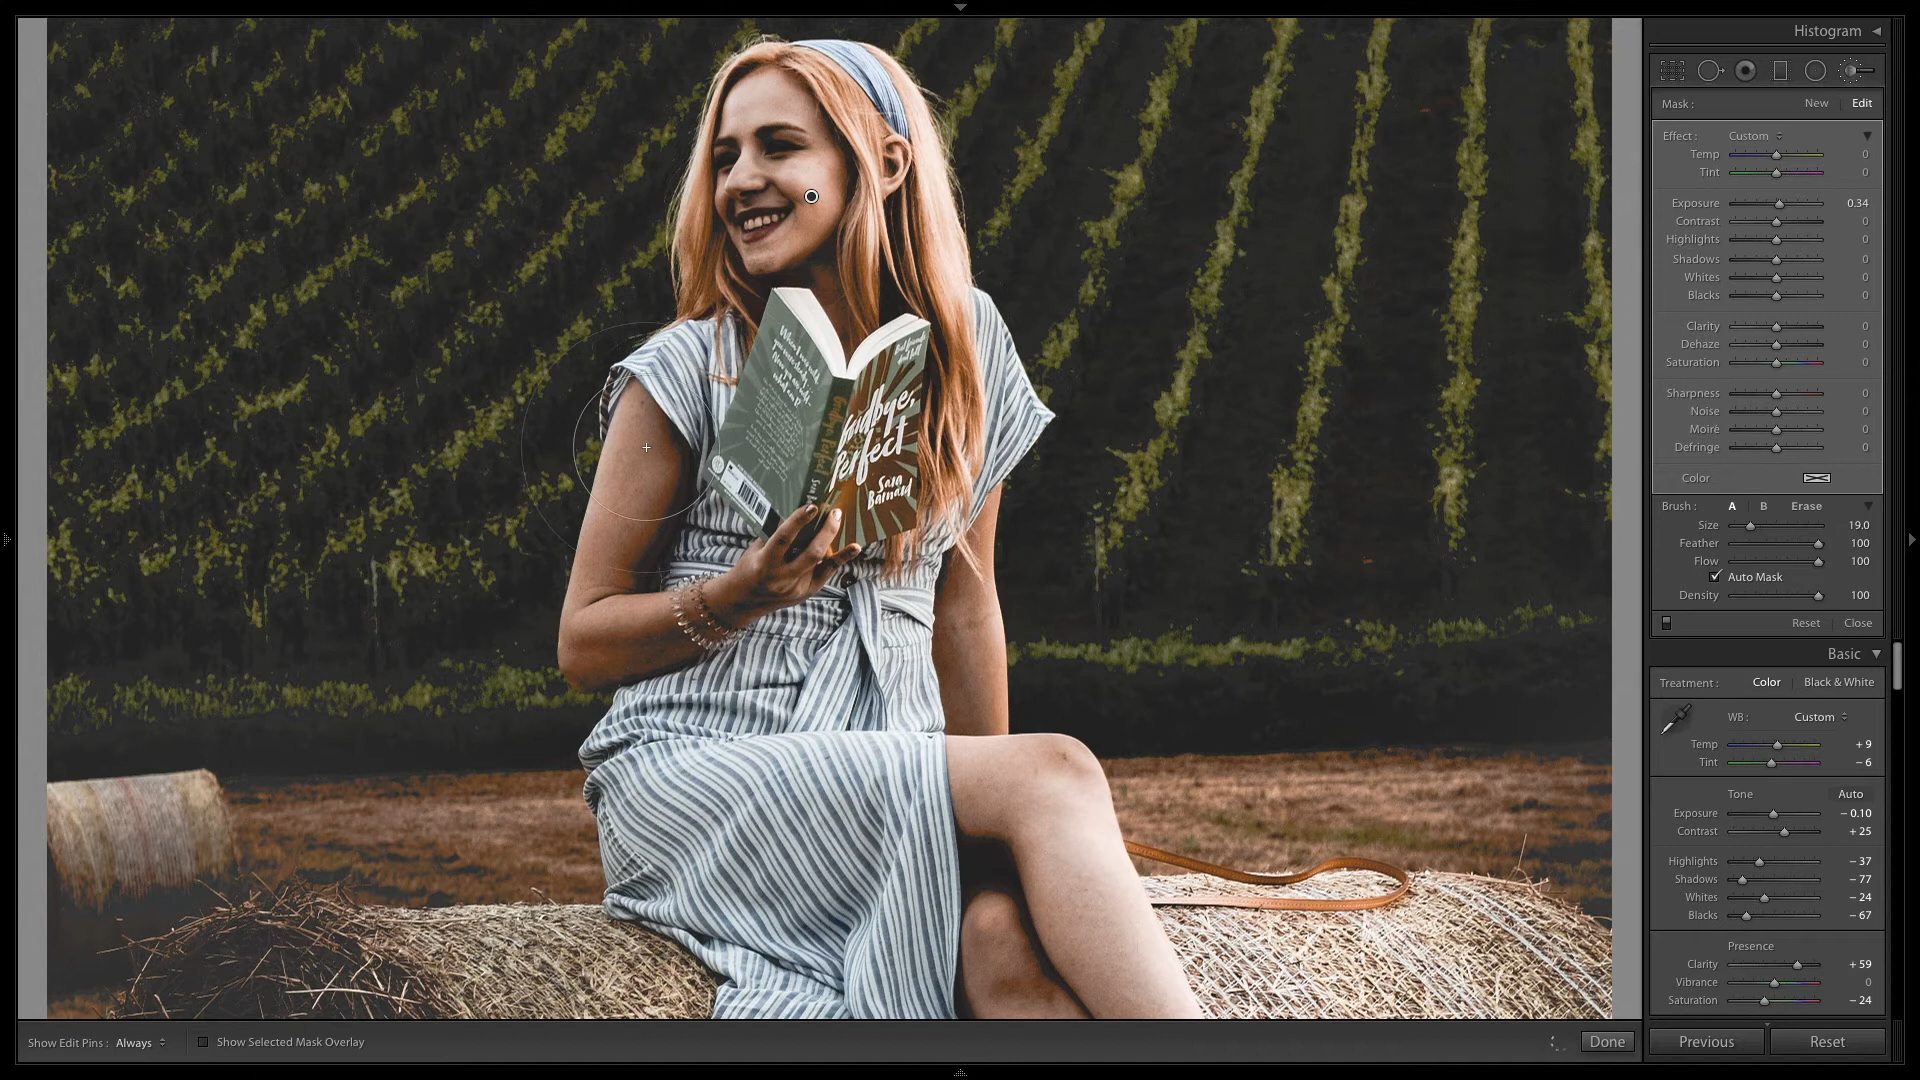 Histogram
Mask : New Edit
Effect : Custom
Temp 0
Tint 0
Exposure 0.34
Contrast 0
Highlights 0
Shadows 0
Whites 0
Blacks 0
Clarity 0
Dehaze 0
Saturation 0
Sharpness 0
Noise 0
Moiré 0
Defringe 0
Color
Brush : A B Erase
Size 19.0
Feather 100
Flow 100
Auto Mask
Density 100
Reset Close
Basic
Treatment : Color Black & White
WB : Custom
Temp + 9
Tint − 6
Tone Auto
Exposure − 0.10
Contrast + 25
Highlights − 37
Shadows − 77
Whites − 24
Blacks − 67
Presence
Clarity + 59
Vibrance 0
Saturation − 24
Previous Reset
Goodbye,
Perfect
Sara
Barnard
Show Edit Pins : Always Show Selected Mask Overlay Done